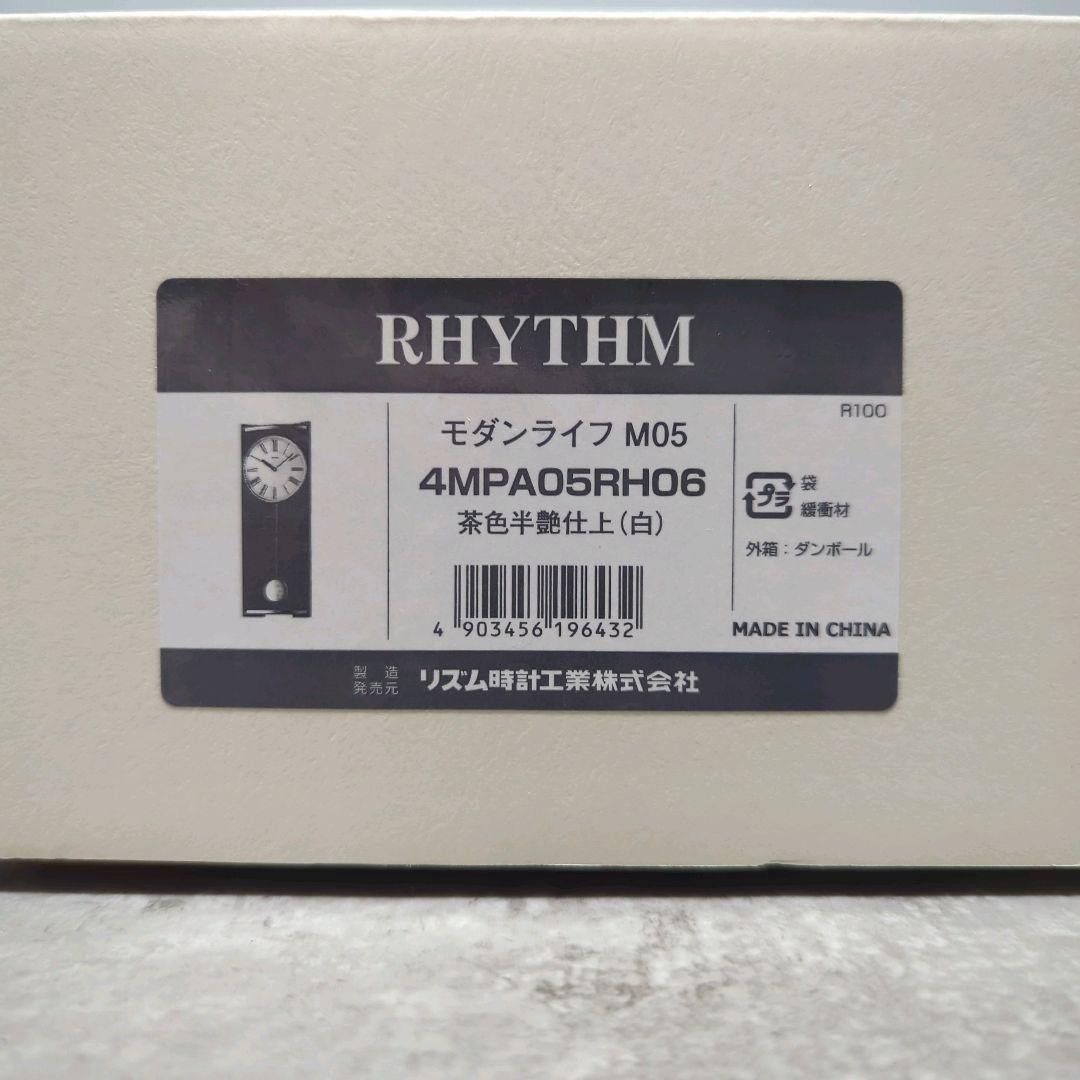 RHYTHM
R100
モダンライフ M05
4MPA05RH06
茶色半艶仕上(白)
4 903456 196432
プラ
袋
緩衝材
外箱:ダンボール
MADE IN CHINA
製造
発売元
リズム時計工業株式会社